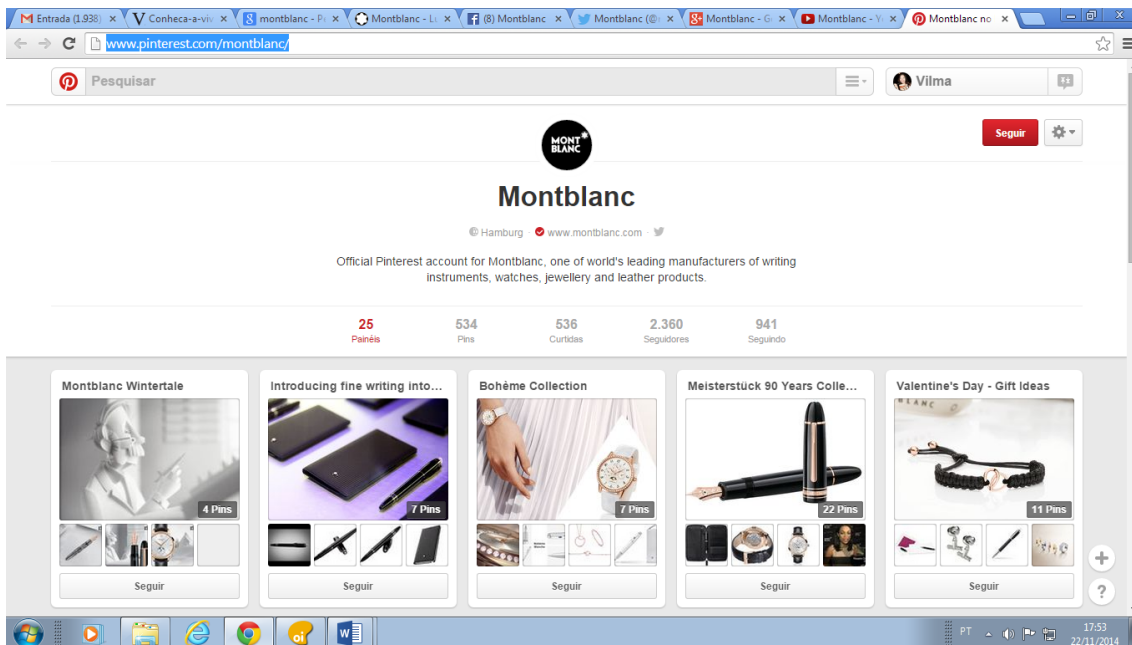 Entrada (1.938)
Conheca-a-viv
montblanc - P
Montblanc - L
(8) Montblanc
Montblanc (@
Montblanc - G
Montblanc - Y
Montblanc no
www.pinterest.com/montblanc/
Pesquisar
Vilma
MONT
BLANC
Seguir
Montblanc
Hamburg · www.montblanc.com ·
Official Pinterest account for Montblanc, one of world's leading manufacturers of writing
instruments, watches, jewellery and leather products.
25 534 536 2.360 941
Painéis Pins Curtidas Seguidores Seguindo
Montblanc Wintertale
4 Pins
Seguir
Introducing fine writing into...
7 Pins
Seguir
Bohème Collection
7 Pins
Seguir
Meisterstück 90 Years Colle...
22 Pins
Seguir
Valentine's Day - Gift Ideas
11 Pins
Seguir
oi
PT
17:53
22/11/2014